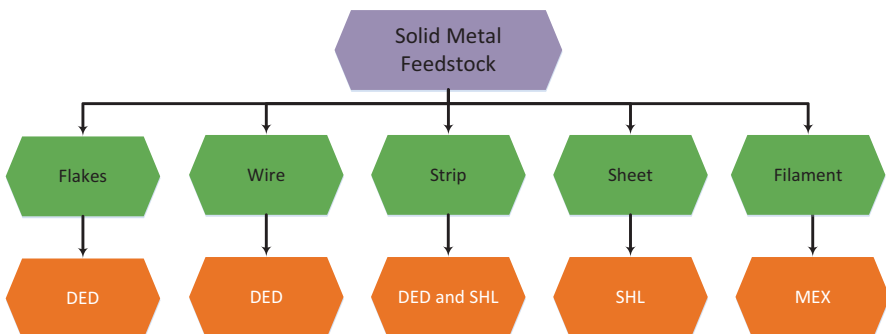 Solid Metal
Feedstock
Flakes
Wire
Strip
Sheet
Filament
DED
DED
DED and SHL
SHL
MEX